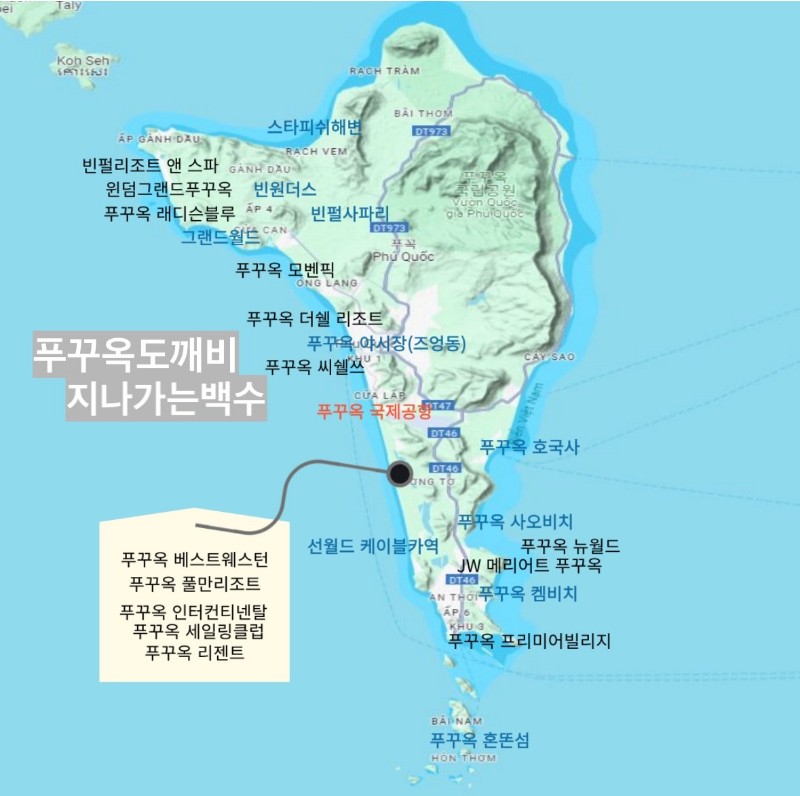 Taly
Koh Seh
RẠCH TRÀM
BÃI THƠM
DT973
스타피쉬해변
ẤP GÀNH DẦU
RẠCH VẸM
빈펄리조트 앤 스파
GÀNH DẦU
푸꾸옥
국립공원
Vườn Quốc
gia Phú Quốc
윈덤그랜드푸꾸옥
빈원더스
푸꾸옥 래디슨블루
ẤP 4
빈펄사파리
DT973
그랜드월드
푸꾸옥
Phú Quốc
푸꾸옥 모벤픽
ÔNG LANG
푸꾸옥 더쉘 리조트
푸꾸옥 야시장(즈엉동)
KHU 1
푸꾸옥 씨쉘쓰
CÂY SAO
푸꾸옥도깨비
지나가는백수
CỬA LẤP
DT47
푸꾸옥 국제공항
DT46
푸꾸옥 호국사
DT46
푸꾸옥 사오비치
선월드 케이블카역
푸꾸옥 뉴월드
JW 메리어트 푸꾸옥
DT46
AN THỚI
푸꾸옥 켐비치
ẤP 6
KHU 3
푸꾸옥 프리미어빌리지
푸꾸옥 베스트웨스턴
푸꾸옥 풀만리조트
푸꾸옥 인터컨티넨탈
푸꾸옥 세일링클럽
푸꾸옥 리젠트
BÃI NAM
푸꾸옥 혼똔섬
HÒN THƠM